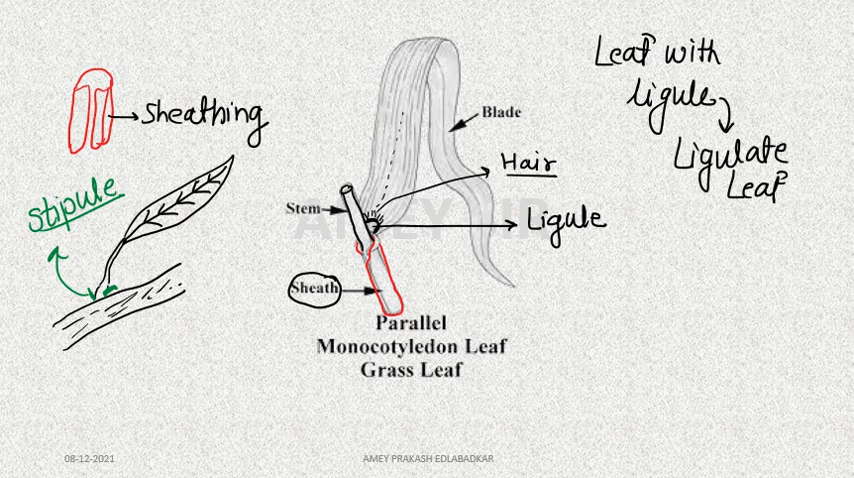 Leaf with
ligule
Ligulate
Leaf
Sheathing
Stipule
Blade
Hair
Stem
Ligule
Sheath
Parallel
Monocotyledon Leaf
Grass Leaf
08-12-2021
AMEY PRAKASH EDLABADKAR